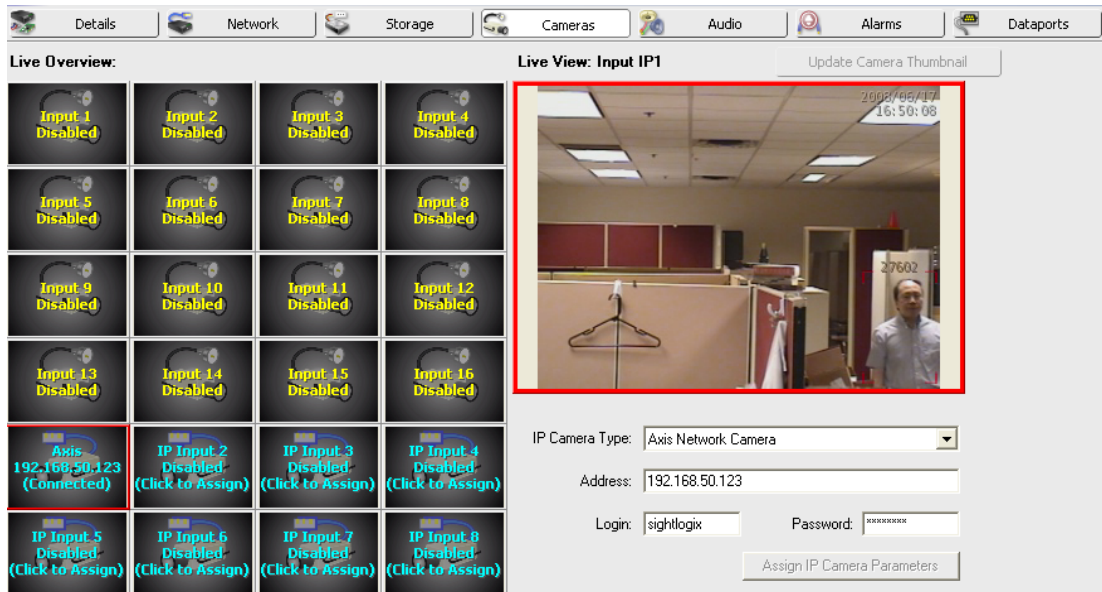 Details Network Storage Cameras Audio Alarms Dataports
Live Overview:
Live View: Input IP1
Update Camera Thumbnail
Input 1 Disabled
Input 2 Disabled
Input 3 Disabled
Input 4 Disabled
Input 5 Disabled
Input 6 Disabled
Input 7 Disabled
Input 8 Disabled
Input 9 Disabled
Input 10 Disabled
Input 11 Disabled
Input 12 Disabled
Input 13 Disabled
Input 14 Disabled
Input 15 Disabled
Input 16 Disabled
Axis 192.168.50.123 (Connected)
IP Input 2 Disabled (Click to Assign)
IP Input 3 Disabled (Click to Assign)
IP Input 4 Disabled (Click to Assign)
IP Input 5 Disabled (Click to Assign)
IP Input 6 Disabled (Click to Assign)
IP Input 7 Disabled (Click to Assign)
IP Input 8 Disabled (Click to Assign)
2008/06/17
16:50:08
27602
IP Camera Type: Axis Network Camera
Address: 192.168.50.123
Login: sightlogix Password: xxxxxxxx
Assign IP Camera Parameters